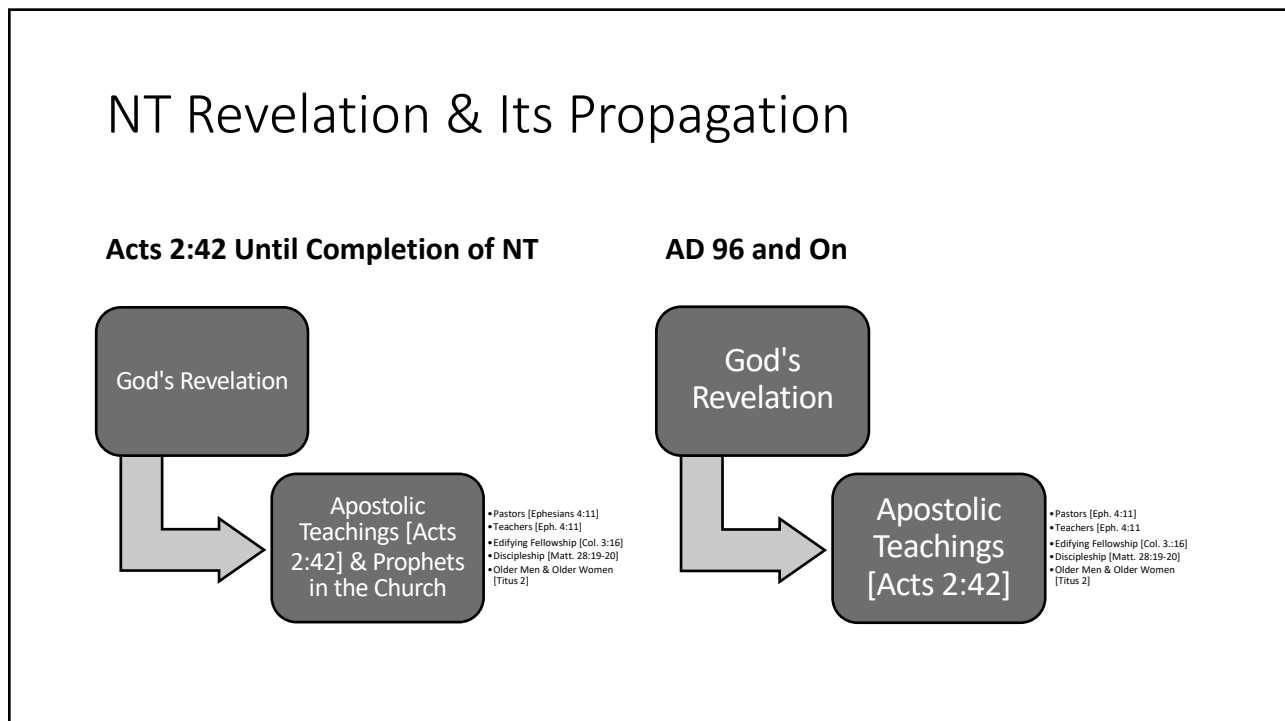 NT Revelation & Its Propagation
Acts 2:42 Until Completion of NT
God's Revelation
Apostolic
Teachings [Acts
2:42] & Prophets
in the Church
•Pastors [Ephesians 4:11]
•Teachers [Eph. 4:11]
•Edifying Fellowship [Col. 3:16]
•Discipleship [Matt. 28:19-20]
•Older Men & Older Women
[Titus 2]
AD 96 and On
God's
Revelation
Apostolic
Teachings
[Acts 2:42]
•Pastors [Eph. 4:11]
•Teachers [Eph. 4:11
•Edifying Fellowship [Col. 3.:16]
•Discipleship [Matt. 28:19-20]
•Older Men & Older Women
[Titus 2]